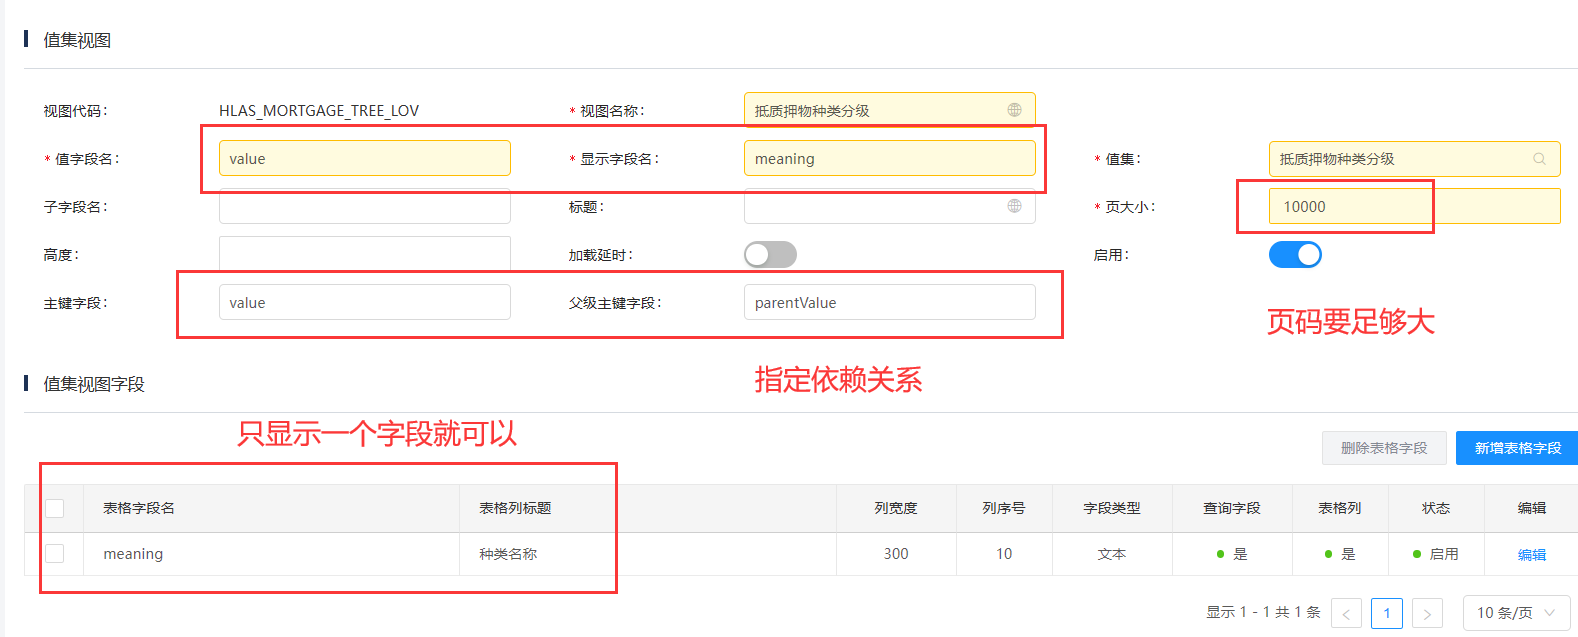 值集视图
视图代码: HLAS_MORTGAGE_TREE_LOV * 视图名称: 抵质押物种类分级
* 值字段名: value * 显示字段名: meaning * 值集: 抵质押物种类分级
子字段名: 标题: * 页大小: 10000
高度: 加载延时: 启用:
主键字段: value 父级主键字段: parentValue
页码要足够大
指定依赖关系
值集视图字段
只显示一个字段就可以
删除表格字段 新增表格字段
表格字段名 表格列标题 列宽度 列序号 字段类型 查询字段 表格列 状态 编辑
meaning 种类名称 300 10 文本 是 是 启用 编辑
显示 1 - 1 共 1 条 < 1 > 10 条/页